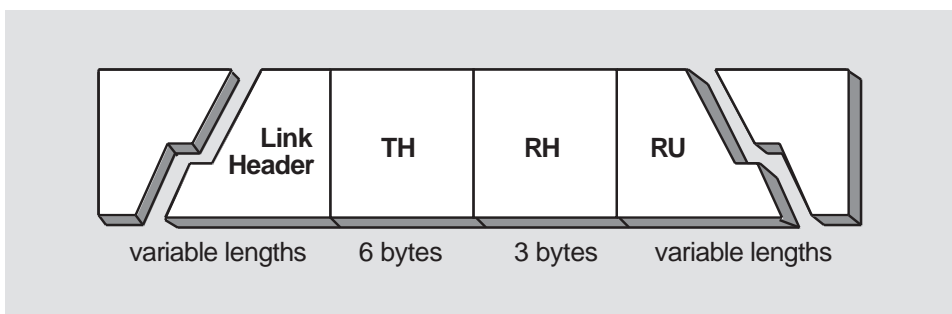 Link
Header
TH
RH
RU
variable lengths
6 bytes
3 bytes
variable lengths